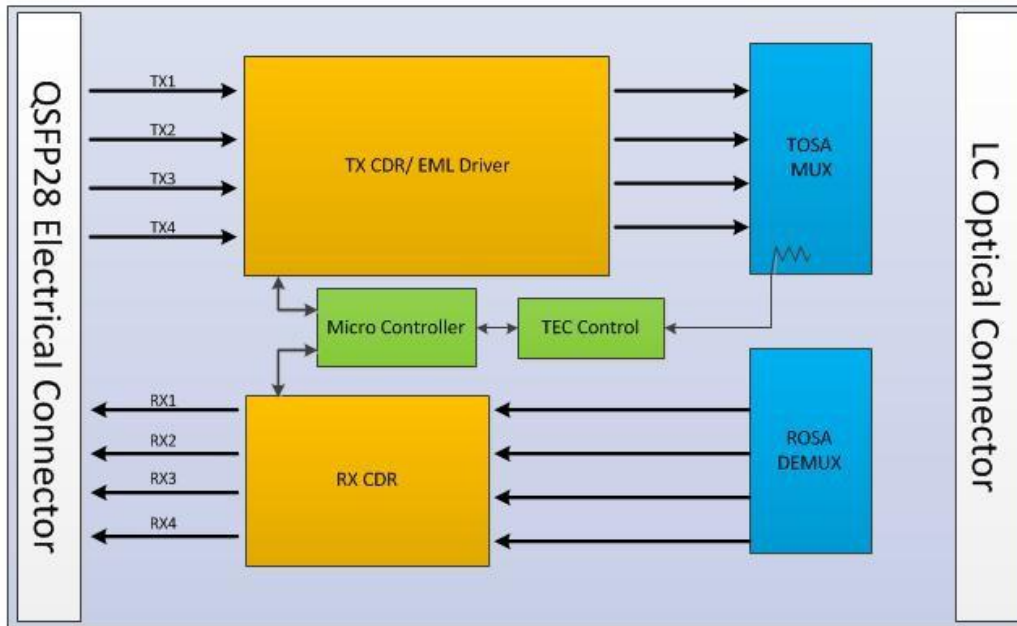 QSFP28 Electrical Connector
TX1
TX2
TX3
TX4
TX CDR/ EML Driver
TOSA
MUX
LC Optical Connector
Micro Controller
TEC Control
RX1
RX2
RX3
RX4
RX CDR
ROSA
DEMUX